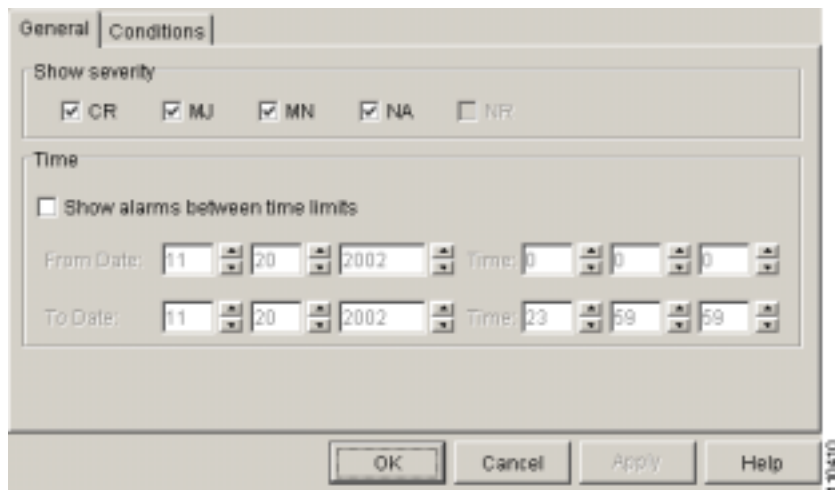 General Conditions
Show severity
CR MJ MN NA NR
Time
Show alarms between time limits
From Date: 11 20 2002 Time: 0 0 0
To Date: 11 20 2002 Time: 23 59 59
OK Cancel Apply Help